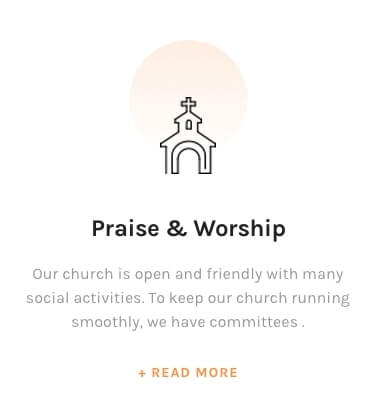 Praise & Worship
Our church is open and friendly with many
social activities. To keep our church running
smoothly, we have committees .
+ READ MORE